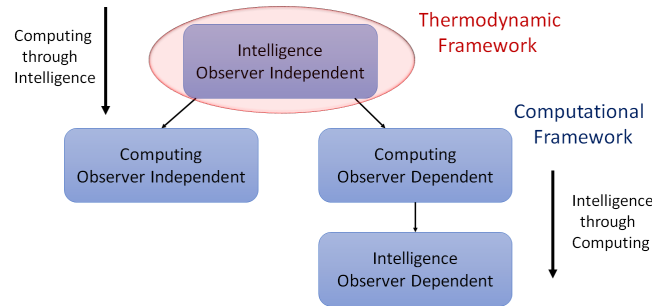 Computing
through
Intelligence
Intelligence
Observer Independent
Thermodynamic
Framework
Computing
Observer Independent
Computing
Observer Dependent
Computational
Framework
Intelligence
through
Computing
Intelligence
Observer Dependent